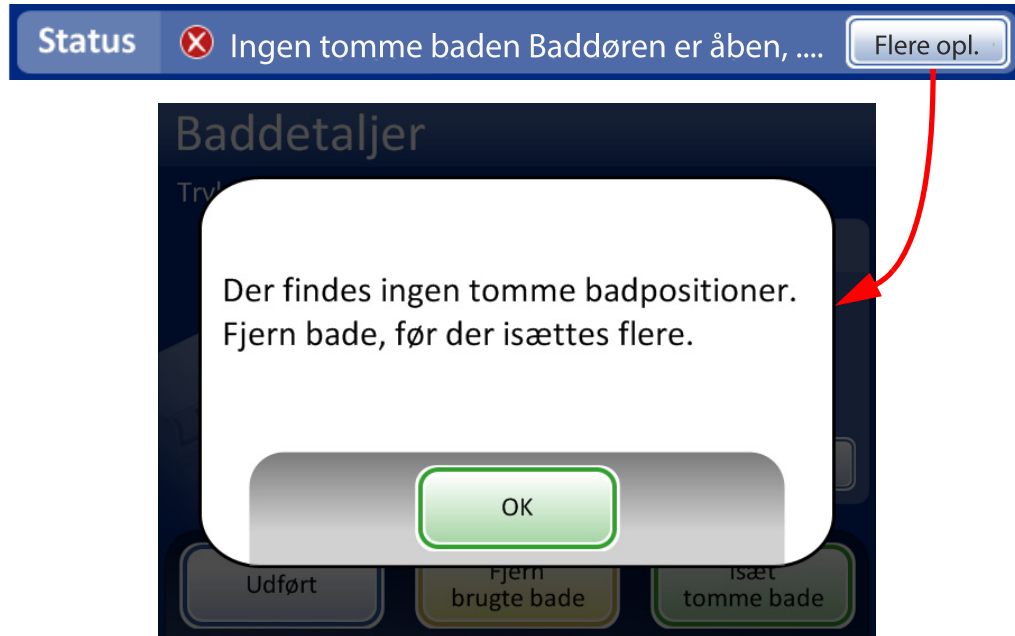 Status
Ingen tomme baden Baddøren er åben, ....
Flere opl.
Baddetaljer
Der findes ingen tomme badpositioner.
Fjern bade, før der isættes flere.
OK
Udført
Fjern
brugte bade
Isæt
tomme bade